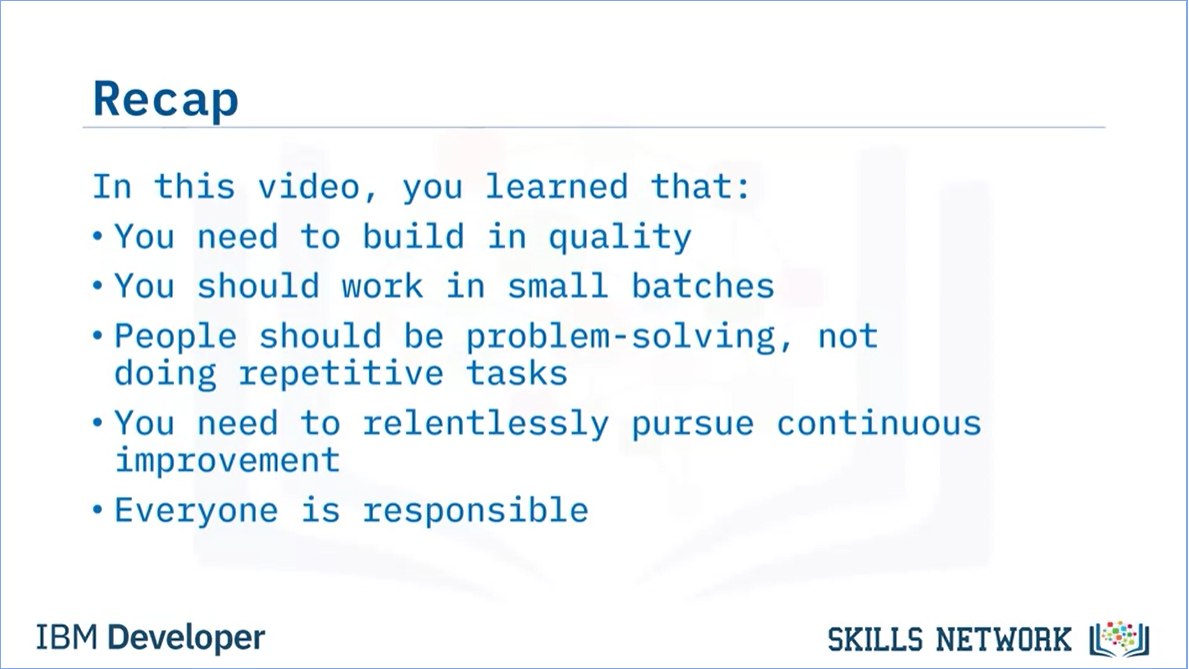 Recap
In this video, you learned that:
• You need to build in quality
• You should work in small batches
• People should be problem-solving, not
doing repetitive tasks
• You need to relentlessly pursue continuous
improvement
• Everyone is responsible
IBM Developer
SKILLS NETWORK